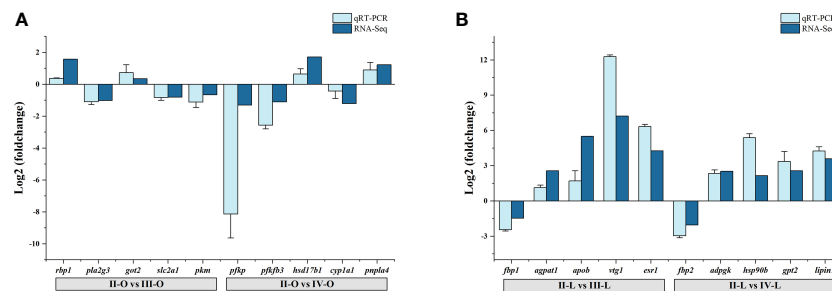 A
qRT-PCR
RNA-Seq
Log2 (foldchange)
2
0
-2
-4
-6
-8
-10
rbp1 pla2g3 got2 slc2a1 pkm pfkp pfkfb3 hsd17b1 cyp1a1 pnpla4
II-O vs III-O II-O vs IV-O
B
qRT-PCR
RNA-Seq
Log2 (foldchange)
12
9
6
3
0
-3
fbp1 agpat1 apob vtg1 esr1 fbp2 adpgk hsp90b gpt2 lipin1
II-L vs III-L II-L vs IV-L